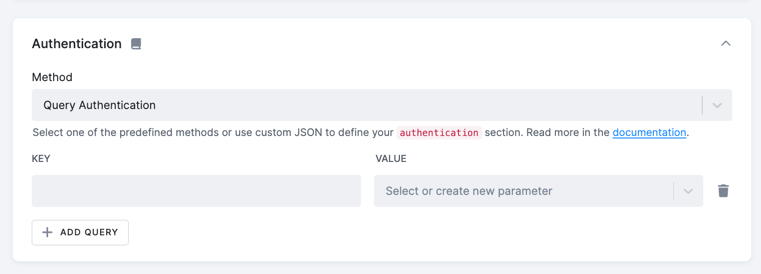 Authentication
Method
Query Authentication
Select one of the predefined methods or use custom JSON to define your authentication section. Read more in the documentation.
KEY VALUE
Select or create new parameter
ADD QUERY